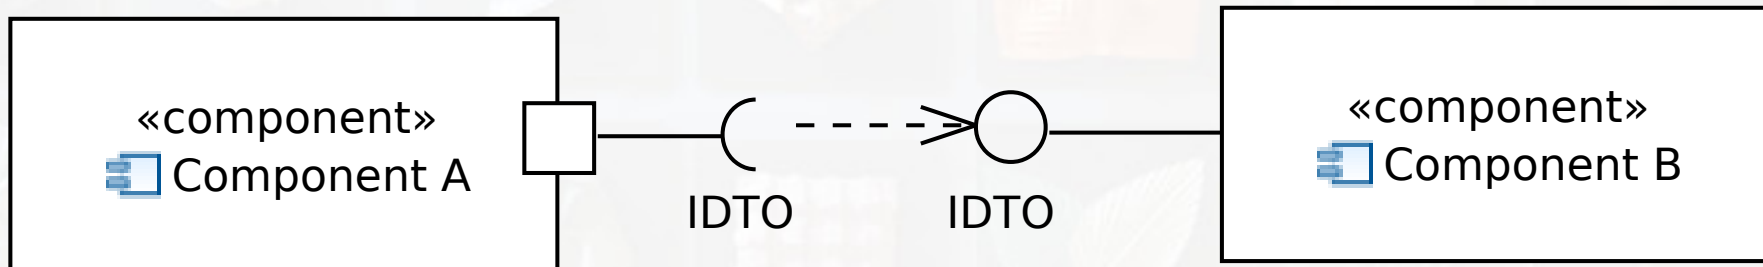 «component»
Component A
IDTO
IDTO
«component»
Component B